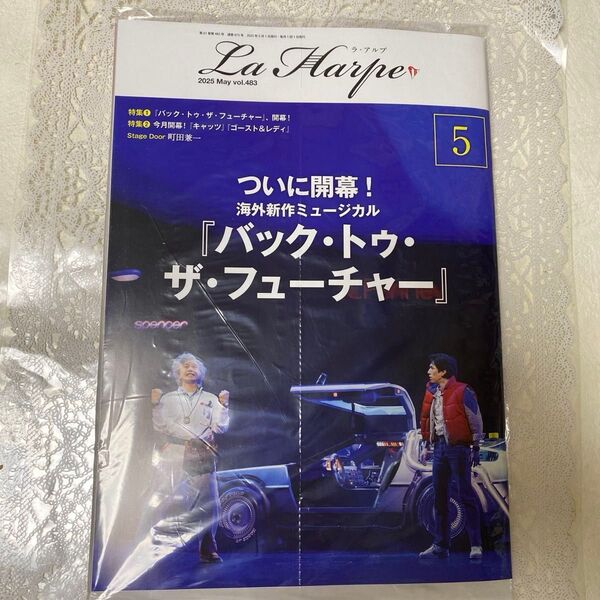 ラ・アルプ
La Harpe
2025 May vol.483
特集❶ 『バック・トゥ・ザ・フューチャー』、開幕!
特集❷ 今月開幕!『キャッツ』『ゴースト&レディ』
Stage Door 町田兼一
5
ついに開幕!
海外新作ミュージカル
『バック・トゥ・
ザ・フューチャー』
spencer